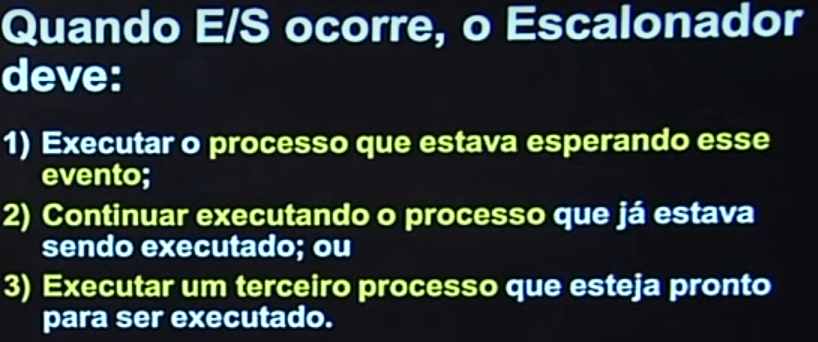 Quando E/S ocorre, o Escalonador
deve:
1) Executar o processo que estava esperando esse
evento;
2) Continuar executando o processo que já estava
sendo executado; ou
3) Executar um terceiro processo que esteja pronto
para ser executado.